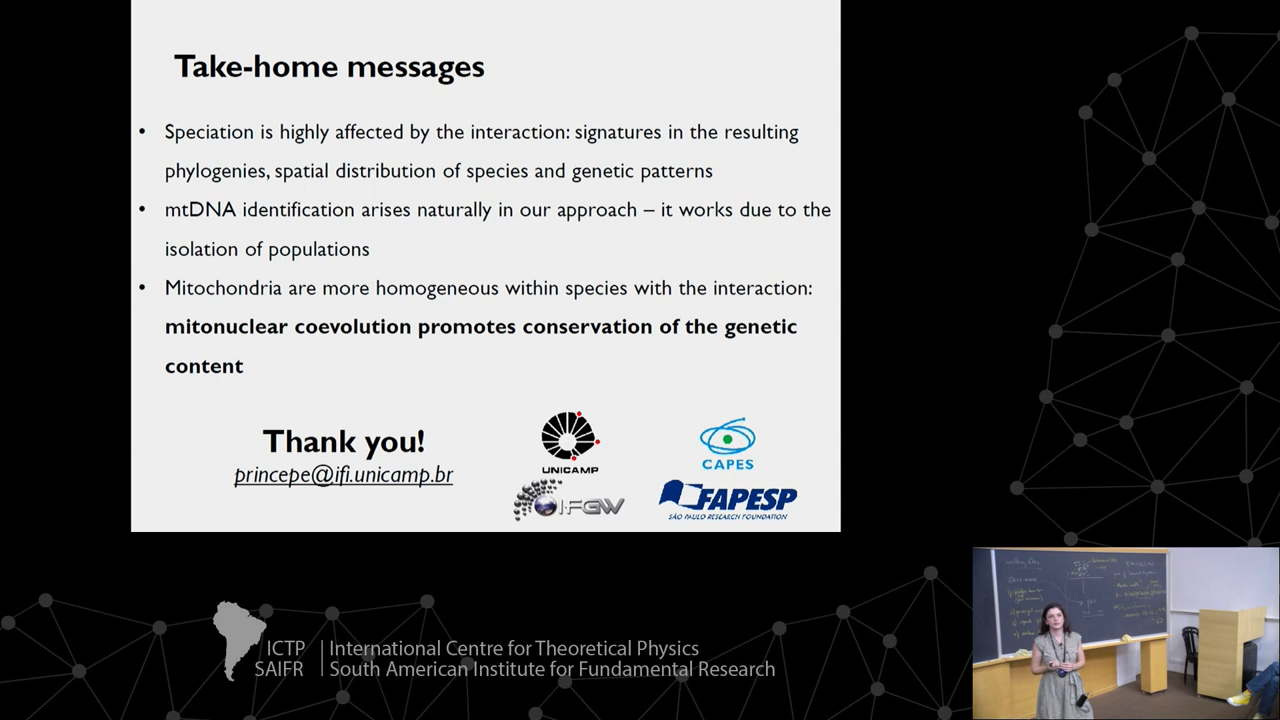 Take-home messages
• Speciation is highly affected by the interaction: signatures in the resulting
phylogenies, spatial distribution of species and genetic patterns
• mtDNA identification arises naturally in our approach – it works due to the
isolation of populations
• Mitochondria are more homogeneous within species with the interaction:
mitonuclear coevolution promotes conservation of the genetic
content
Thank you!
princepe@ifi.unicamp.br
UNICAMP
CAPES
IFGW
FAPESP
SÃO PAULO RESEARCH FOUNDATION
ICTP
SAIFR
International Centre for Theoretical Physics
South American Institute for Fundamental Research